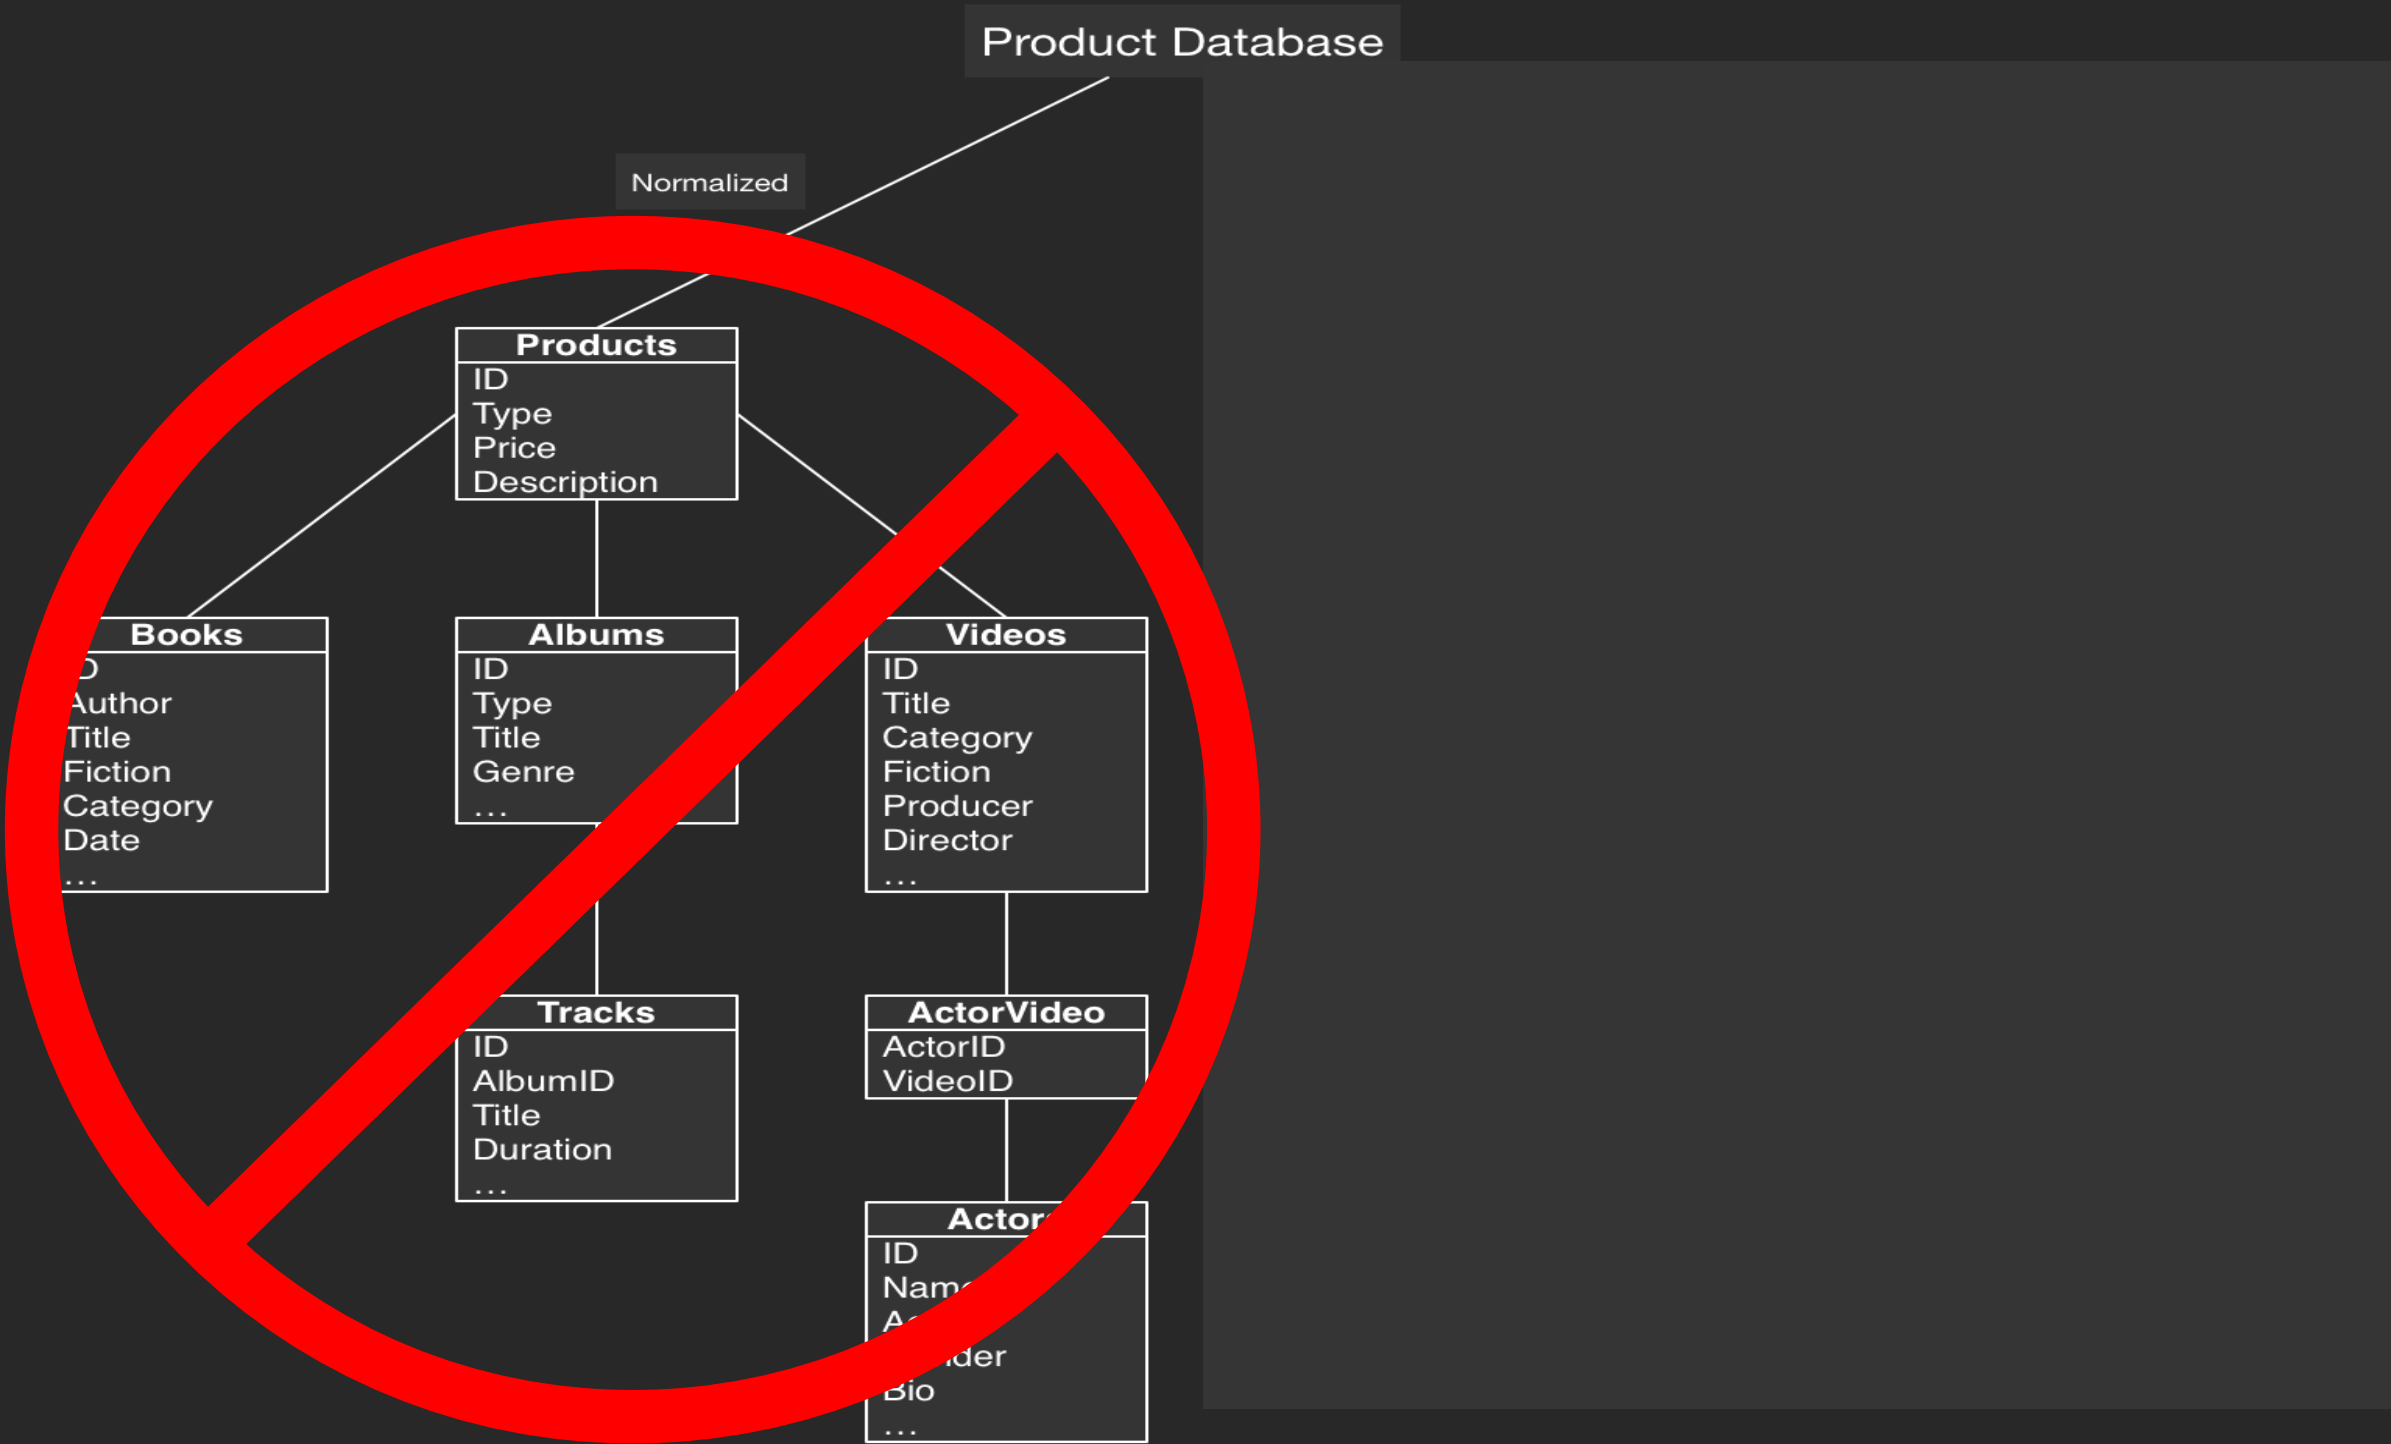 Product Database
Normalized
Products
ID
Type
Price
Description
Books
Author
Title
Fiction
Category
Date
...
Albums
ID
Type
Title
Genre
...
Videos
ID
Title
Category
Fiction
Producer
Director
...
Tracks
ID
AlbumID
Title
Duration
...
ActorVideo
ActorID
VideoID
ID
Bio
...